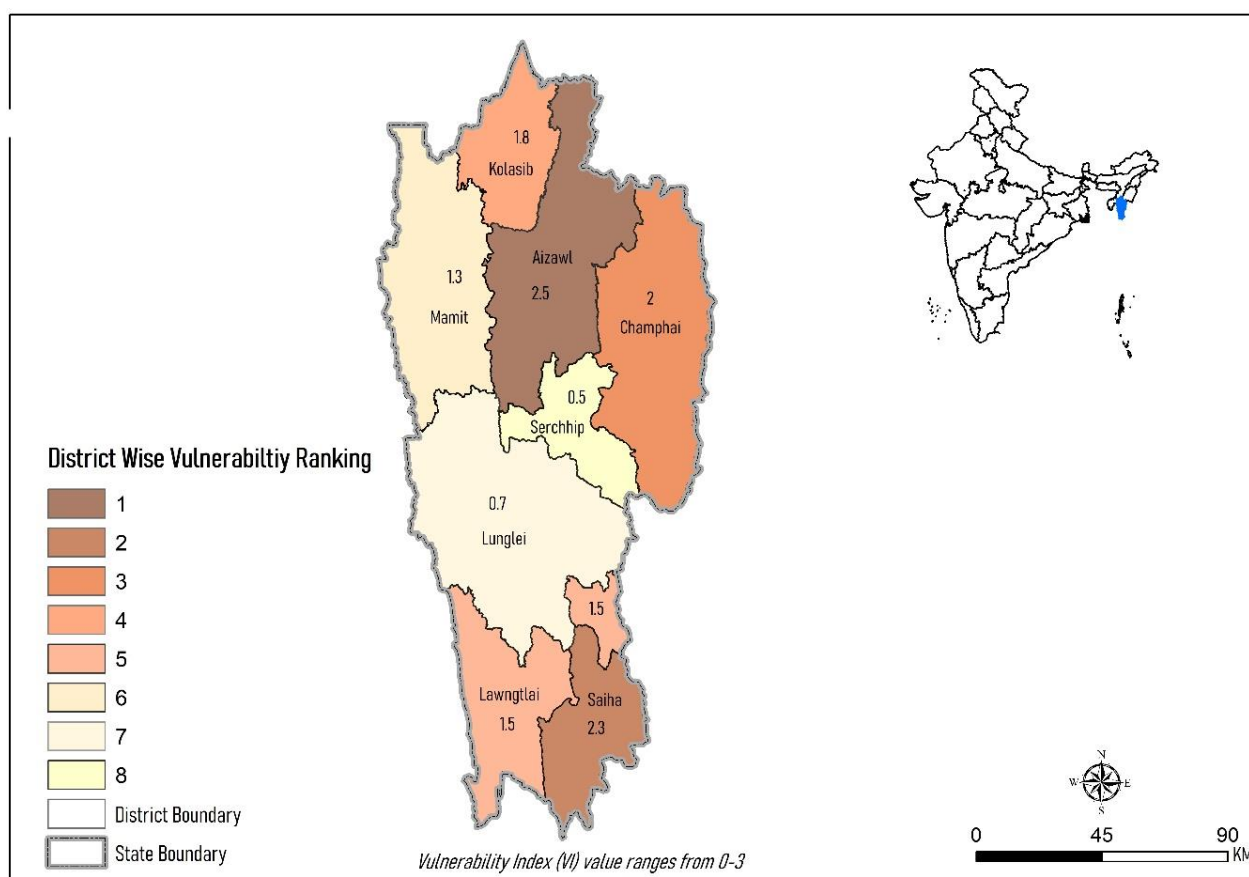 1.8
Kolasib
Aizawl
2.5
1.3
Mamit
2
Champhai
0.5
Serchhip
0.7
Lunglei
1.5
Lawngtlai
1.5
Saiha
2.3
District Wise Vulnerabiltiy Ranking
1
2
3
4
5
6
7
8
District Boundary
State Boundary
Vulnerability Index (VI) value ranges from 0-3
N
W E
S
0 45 90
KM